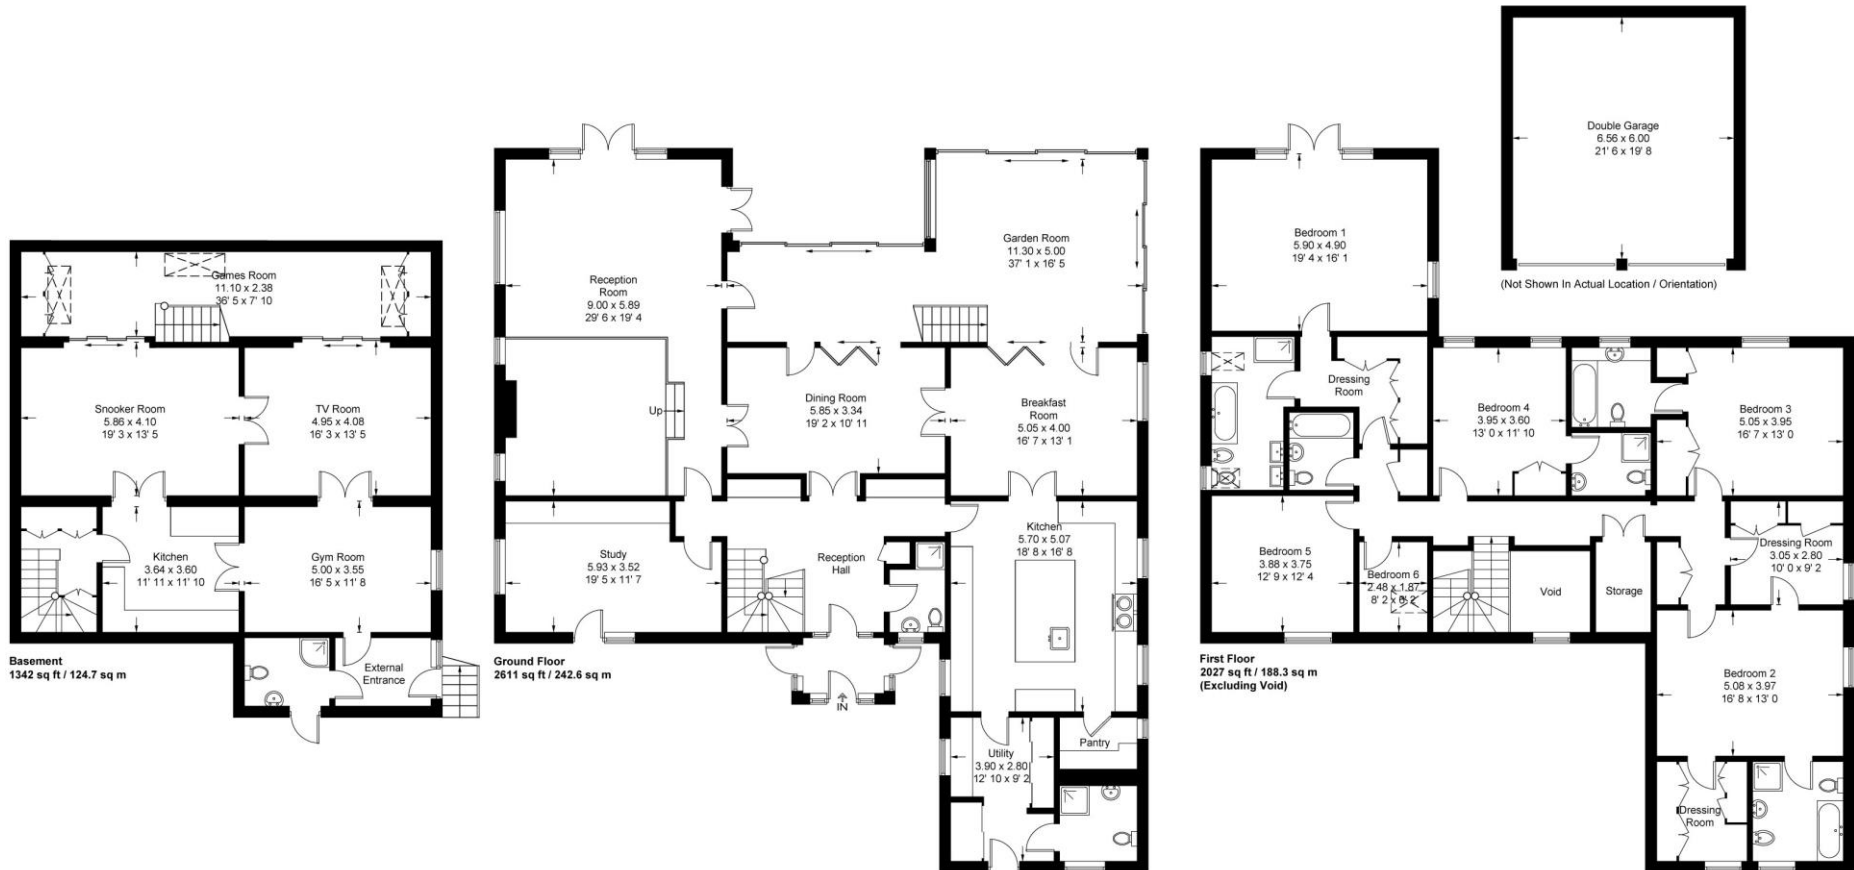 Games Room
11.10 x 2.38
36' 5 x 7' 10
Snooker Room
5.86 x 4.10
19' 3 x 13' 5
TV Room
4.95 x 4.08
16' 3 x 13' 5
Kitchen
3.64 x 3.60
11' 11 x 11' 10
Gym Room
5.00 x 3.55
16' 5 x 11' 8
External
Entrance
Basement
1342 sq ft / 124.7 sq m
Reception
Room
9.00 x 5.89
29' 6 x 19' 4
Garden Room
11.30 x 5.00
37' 1 x 16' 5
Up
Dining Room
5.85 x 3.34
19' 2 x 10' 11
Breakfast
Room
5.05 x 4.00
16' 7 x 13' 1
Study
5.93 x 3.52
19' 5 x 11' 7
Reception
Hall
Kitchen
5.70 x 5.07
18' 8 x 16' 8
IN
Utility
3.90 x 2.80
12' 10 x 9' 2
Pantry
Ground Floor
2611 sq ft / 242.6 sq m
Double Garage
6.56 x 6.00
21' 6 x 19' 8
(Not Shown In Actual Location / Orientation)
Bedroom 1
5.90 x 4.90
19' 4 x 16' 1
Dressing
Room
Bedroom 4
3.95 x 3.60
13' 0 x 11' 10
Bedroom 3
5.05 x 3.95
16' 7 x 13' 0
Bedroom 5
3.88 x 3.75
12' 9 x 12' 4
Bedroom 6
2.48 x 1.87
8' 2 x 6' 2
Void
Storage
Dressing Room
3.05 x 2.80
10' 0 x 9' 2
Bedroom 2
5.08 x 3.97
16' 8 x 13' 0
Dressing
Room
First Floor
2027 sq ft / 188.3 sq m
(Excluding Void)